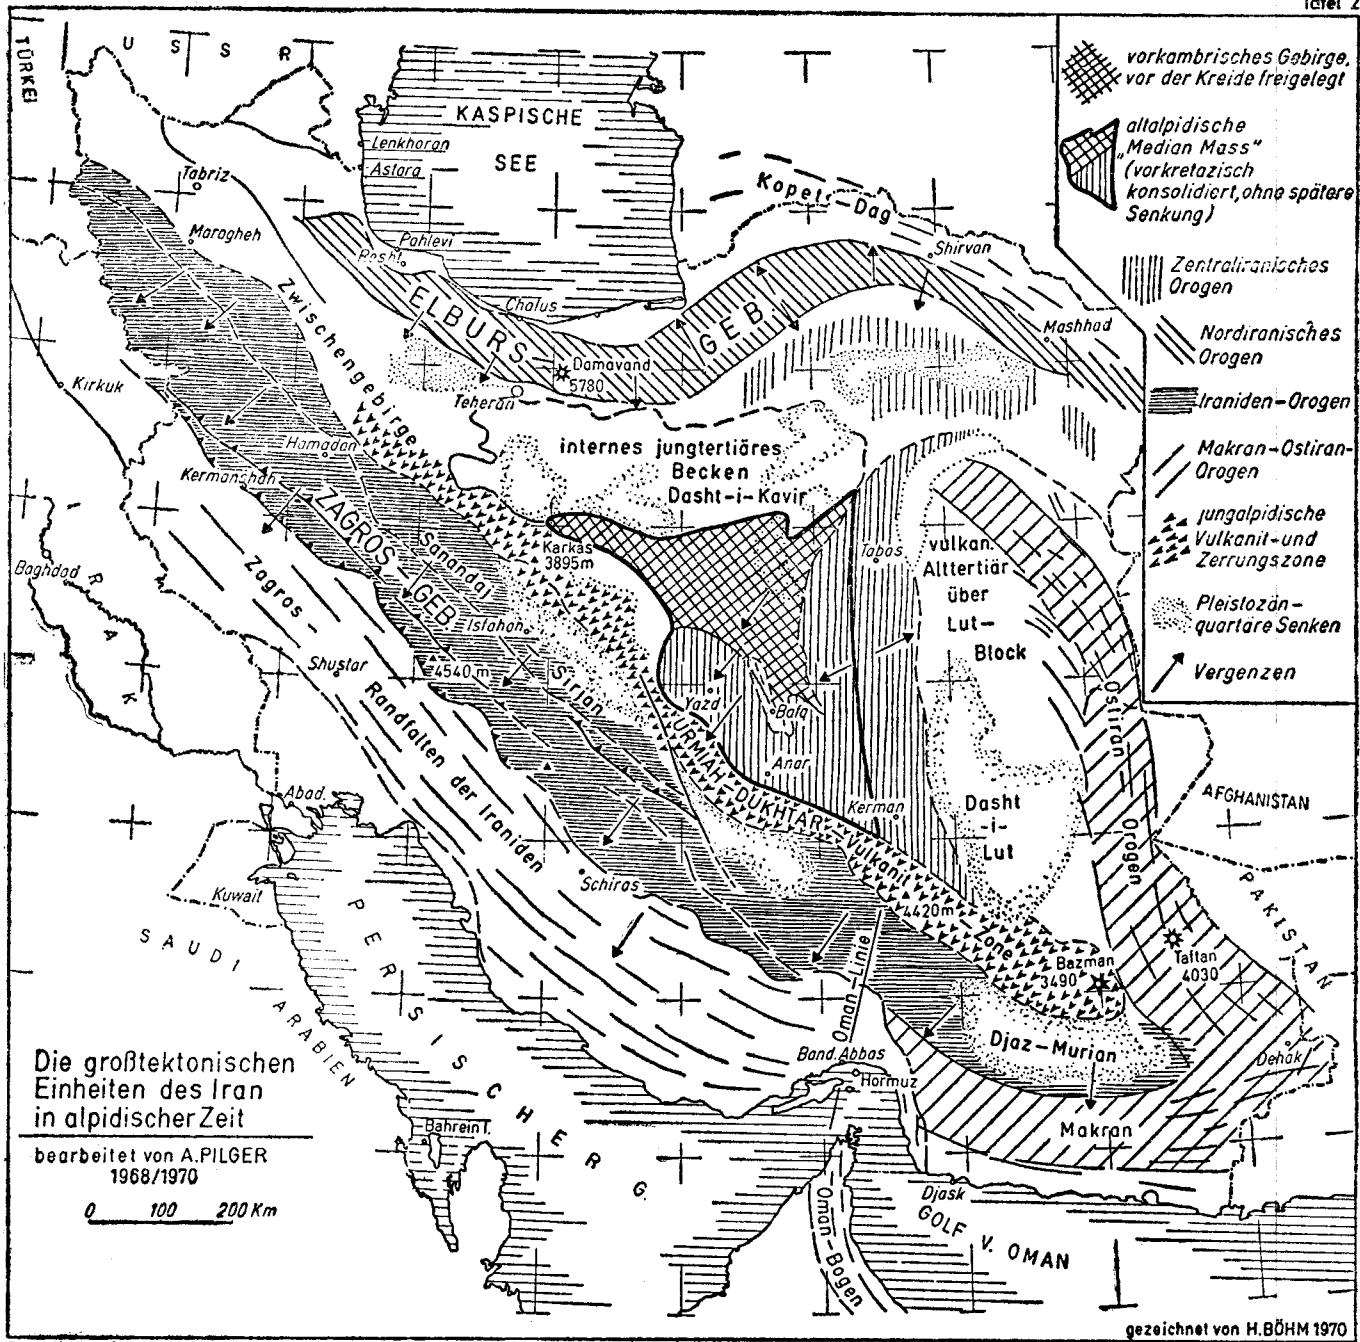 Tafel 2
TÜRKEI
U S S R
KASPISCHE
SEE
Lenkhoran
Astara
Tabriz
Maragheh
Pahlevi
Resht
Chalus
Kopet-Dag
Shirvan
Mashhad
ELBURS-
GEB.
Damavand
5780
Teheran
Zwischengebirge
Kirkuk
Hamadan
Kermanshah
ZAGROS-GEB
Sanandaj
Sirjan
internes jungtertiäres
Becken
Dasht-i-Kavir
Karkas
3895m
Tabas
vulkan.
Alttertiär
über
Lut-
Block
Baghdad
IRAK
Zagros-
Randfalten der Iraniden
Isfahan
4540 m
Shustar
Yazd
Bafq
Anar
URMIAH-DUKHTAR-Vulkanit-zone
Kerman
Dasht
-i-
Lut
Ostiran-Orogen
AFGHANISTAN
PAKISTAN
Abad.
Kuwait
Schiras
4420m
Bazman
3490
Taftan
4030
SAUDI-ARABIEN
PERSISCHER G.
Oman-Linie
Djaz-Murian
Dehak
Band. Abbas
Hormuz
Makran
Bahrein I.
Djask
GOLF V. OMAN
Oman-Bogen
vorkambrisches Gebirge,
vor der Kreide freigelegt
altalpidische
„Median Mass"
(vorkretazisch
konsolidiert, ohne spätere
Senkung)
Zentraliranisches
Orogen
Nordiranisches
Orogen
Iraniden-Orogen
Makran-Ostiran-
Orogen
jungalpidische
Vulkanit-und
Zerrungszone
Pleistozän-
quartäre Senken
Vergenzen
Die großtektonischen
Einheiten des Iran
in alpidischer Zeit
bearbeitet von A. PILGER
1968/1970
0 100 200 Km
gezeichnet von H. BÖHM 1970